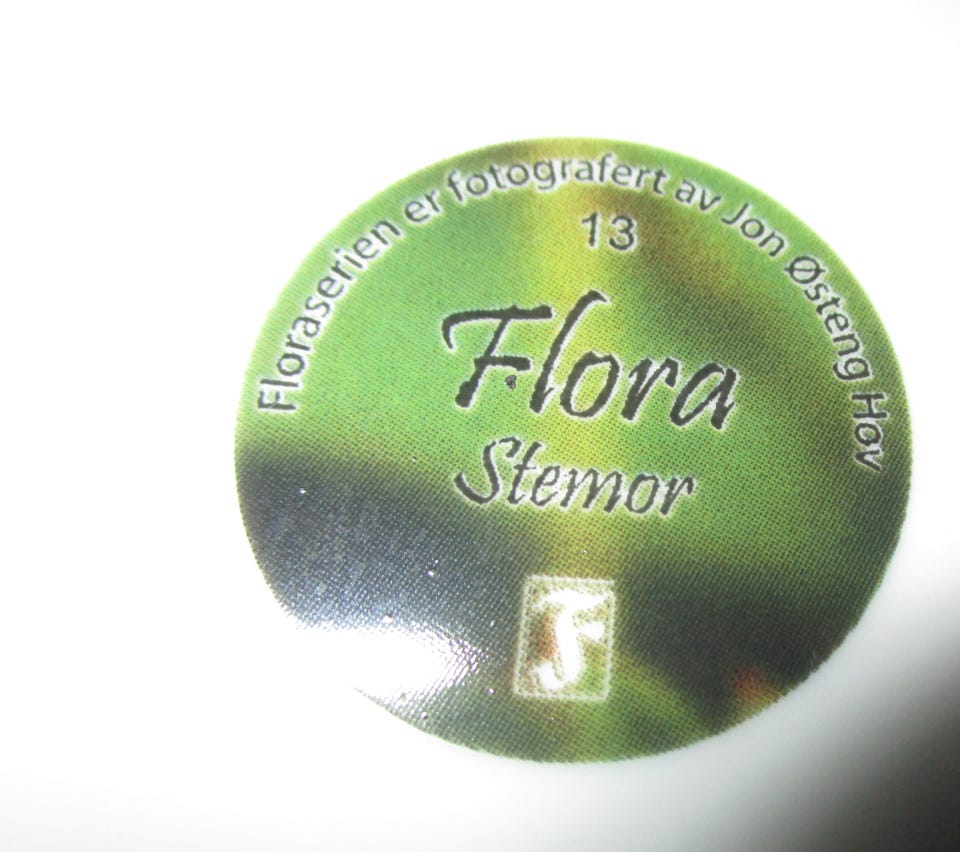 Floraserien er fotografert av Jon Østeng Hov
13
Flora
Stemor
F